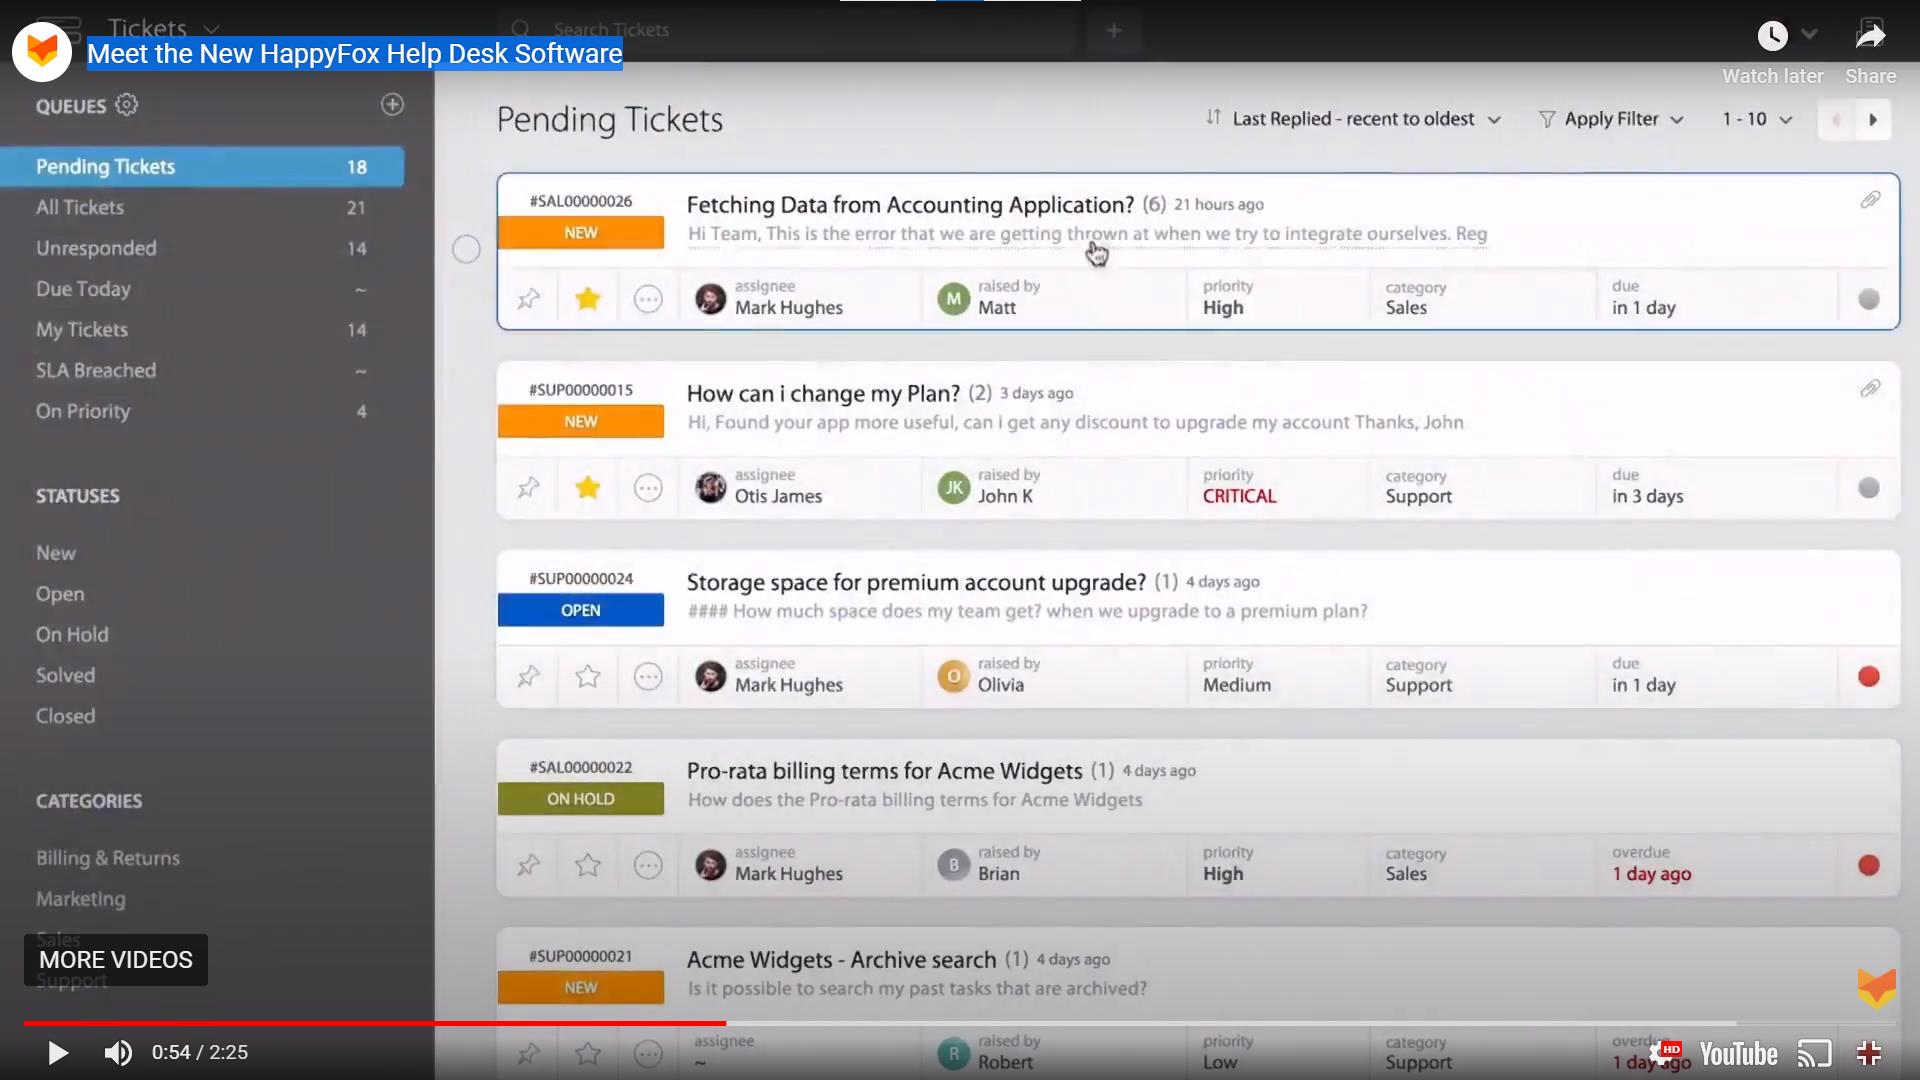 Tickets
Search Tickets
Meet the New HappyFox Help Desk Software
Watch later
Share
QUEUES
Pending Tickets 18
All Tickets 21
Unresponded 14
Due Today ~
My Tickets 14
SLA Breached ~
On Priority 4
STATUSES
New
Open
On Hold
Solved
Closed
CATEGORIES
Billing & Returns
Marketing
Sales
Support
MORE VIDEOS
Pending Tickets
Last Replied - recent to oldest
Apply Filter
1 - 10
#SAL00000026
NEW
Fetching Data from Accounting Application? (6) 21 hours ago
Hi Team, This is the error that we are getting thrown at when we try to integrate ourselves. Reg
assignee
Mark Hughes
M
raised by
Matt
priority
High
category
Sales
due
in 1 day
#SUP00000015
NEW
How can i change my Plan? (2) 3 days ago
Hi, Found your app more useful, can i get any discount to upgrade my account Thanks, John
assignee
Otis James
JK
raised by
John K
priority
CRITICAL
category
Support
due
in 3 days
#SUP00000024
OPEN
Storage space for premium account upgrade? (1) 4 days ago
#### How much space does my team get? when we upgrade to a premium plan?
assignee
Mark Hughes
O
raised by
Olivia
priority
Medium
category
Support
due
in 1 day
#SAL00000022
ON HOLD
Pro-rata billing terms for Acme Widgets (1) 4 days ago
How does the Pro-rata billing terms for Acme Widgets
assignee
Mark Hughes
B
raised by
Brian
priority
High
category
Sales
overdue
1 day ago
#SUP00000021
NEW
Acme Widgets - Archive search (1) 4 days ago
Is it possible to search my past tasks that are archived?
assignee
~
R
raised by
Robert
priority
Low
category
Support
overdue
1 day ago
0:54 / 2:25
HD
YouTube